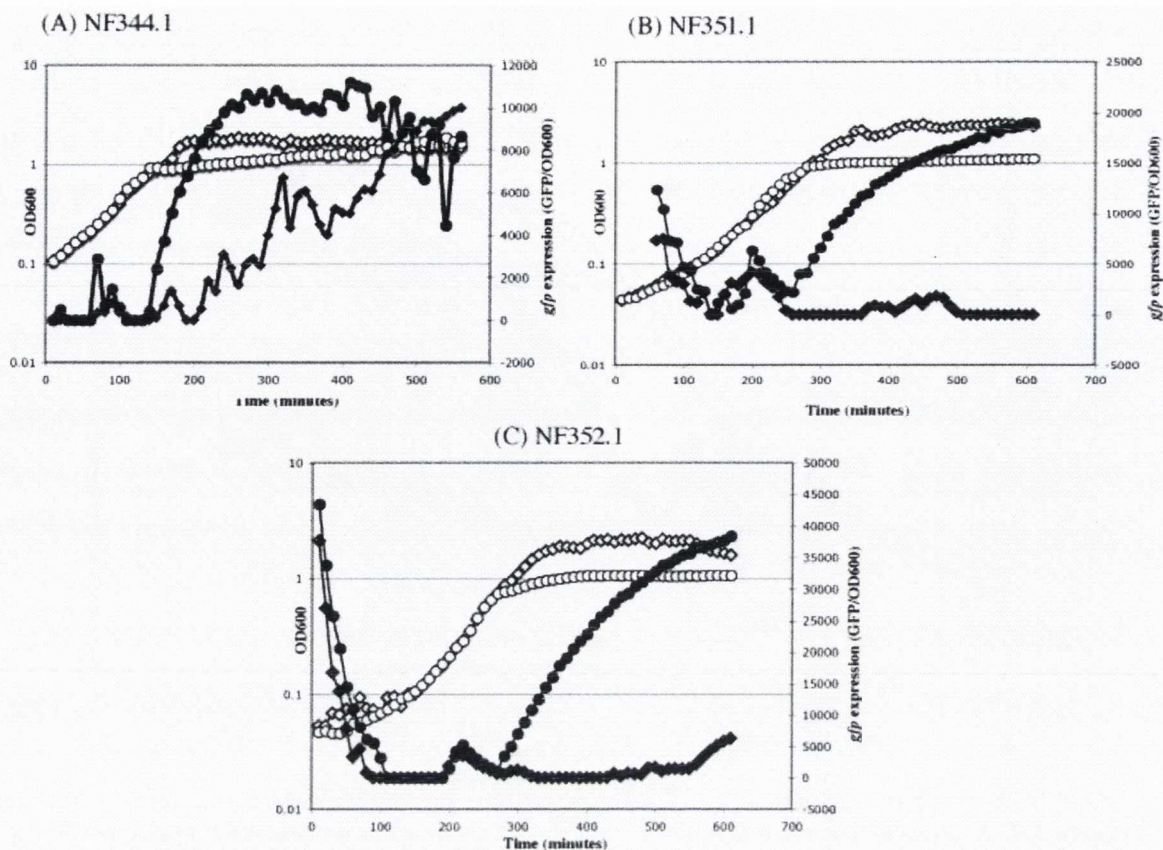 (A) NF344.1
(B) NF351.1
10
1
0.1
0.01
OD600
12000
10000
8000
6000
4000
2000
0
-2000
gfp expression (GFP/OD600)
0 100 200 300 400 500 600
Time (minutes)
10
1
0.1
0.01
OD600
25000
20000
15000
10000
5000
0
-5000
gfp expression (GFP/OD600)
0 100 200 300 400 500 600 700
Time (minutes)
(C) NF352.1
10
1
0.1
0.01
OD600
50000
45000
40000
35000
30000
25000
20000
15000
10000
5000
0
-5000
gfp expression (GFP/OD600)
0 100 200 300 400 500 600 700
Time (minutes)